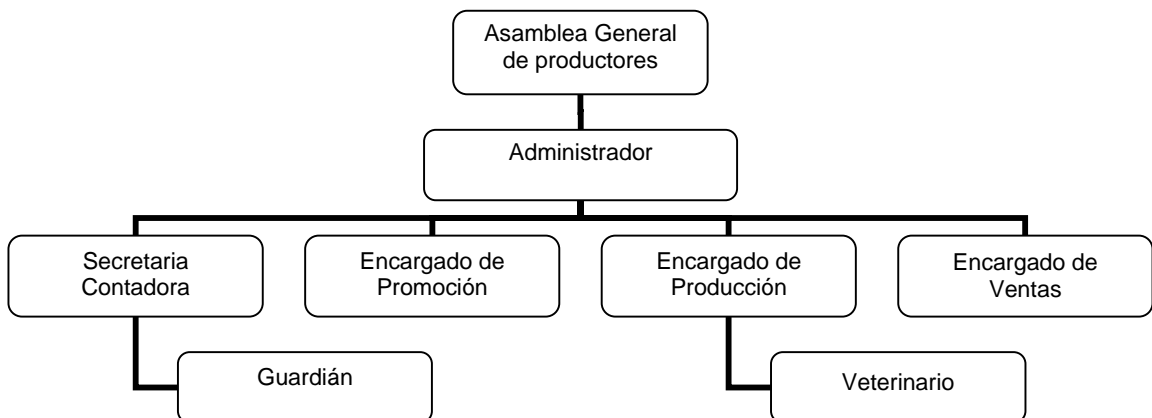 Asamblea General
de productores
Administrador
Secretaria
Contadora
Encargado de
Promoción
Encargado de
Producción
Encargado de
Ventas
Guardián
Veterinario